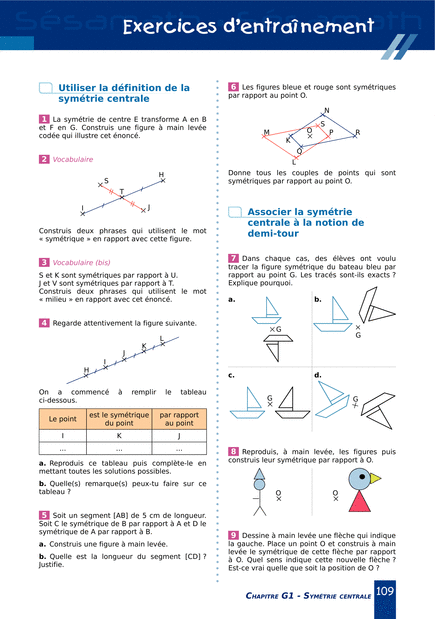 Exercices d'entraînement
Utiliser la définition de la
symétrie centrale
1 La symétrie de centre E transforme A en B
et F en G. Construis une figure à main levée
codée qui illustre cet énoncé.
2 Vocabulaire
S
H
T
I
J
Construis deux phrases qui utilisent le mot
« symétrique » en rapport avec cette figure.
3 Vocabulaire (bis)
S et K sont symétriques par rapport à U.
J et V sont symétriques par rapport à T.
Construis deux phrases qui utilisent le mot
« milieu » en rapport avec cet énoncé.
4 Regarde attentivement la figure suivante.
L
K
J
I
H
On a commencé à remplir le tableau
ci-dessous.
Le point est le symétrique du point par rapport au point
I K J
... ... ...
a. Reproduis ce tableau puis complète-le en
mettant toutes les solutions possibles.
b. Quelle(s) remarque(s) peux-tu faire sur ce
tableau ?
5 Soit un segment [AB] de 5 cm de longueur.
Soit C le symétrique de B par rapport à A et D le
symétrique de A par rapport à B.
a. Construis une figure à main levée.
b. Quelle est la longueur du segment [CD] ?
Justifie.
6 Les figures bleue et rouge sont symétriques
par rapport au point O.
N
S
M O P R
K
Q
L
Donne tous les couples de points qui sont
symétriques par rapport au point O.
Associer la symétrie
centrale à la notion de
demi-tour
7 Dans chaque cas, des élèves ont voulu
tracer la figure symétrique du bateau bleu par
rapport au point G. Les tracés sont-ils exacts ?
Explique pourquoi.
a. b.
G
G
c. d.
G
G
8 Reproduis, à main levée, les figures puis
construis leur symétrique par rapport à O.
O O
9 Dessine à main levée une flèche qui indique
la gauche. Place un point O et construis à main
levée le symétrique de cette flèche par rapport
à O. Quel sens indique cette nouvelle flèche ?
Est-ce vrai quelle que soit la position de O ?
CHAPITRE G1 - SYMÉTRIE CENTRALE 109